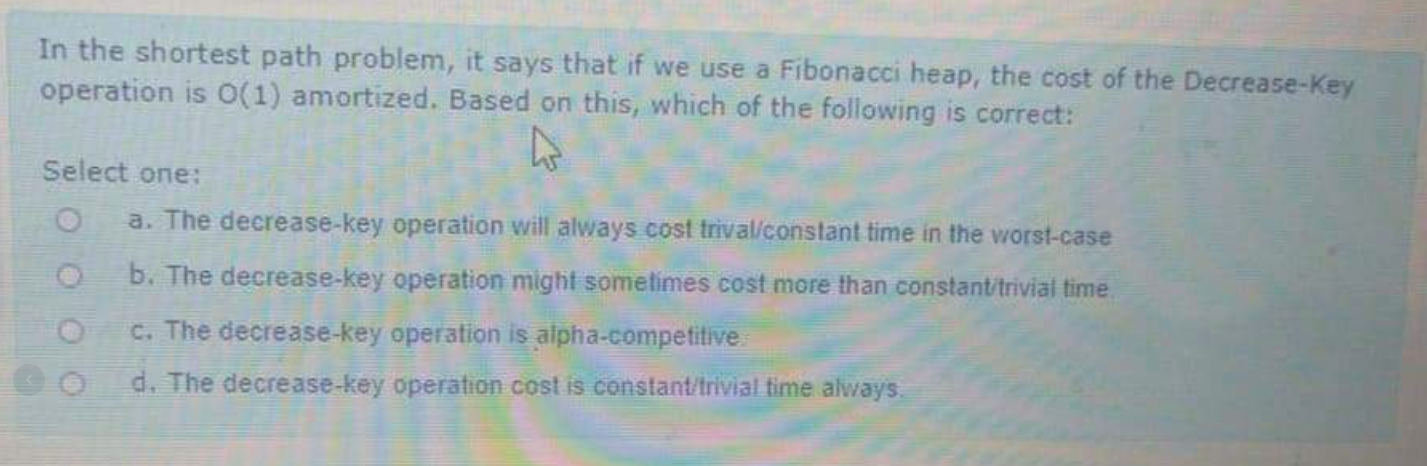 In the shortest path problem, it says that if we use a Fibonacci heap, the cost of the Decrease-Key
operation is O(1) amortized. Based on this, which of the following is correct:
Select one:
a. The decrease-key operation will always cost trival/constant time in the worst-case
b. The decrease-key operation might sometimes cost more than constant/trivial time.
c. The decrease-key operation is alpha-competitive.
d. The decrease-key operation cost is constant/trivial time always.